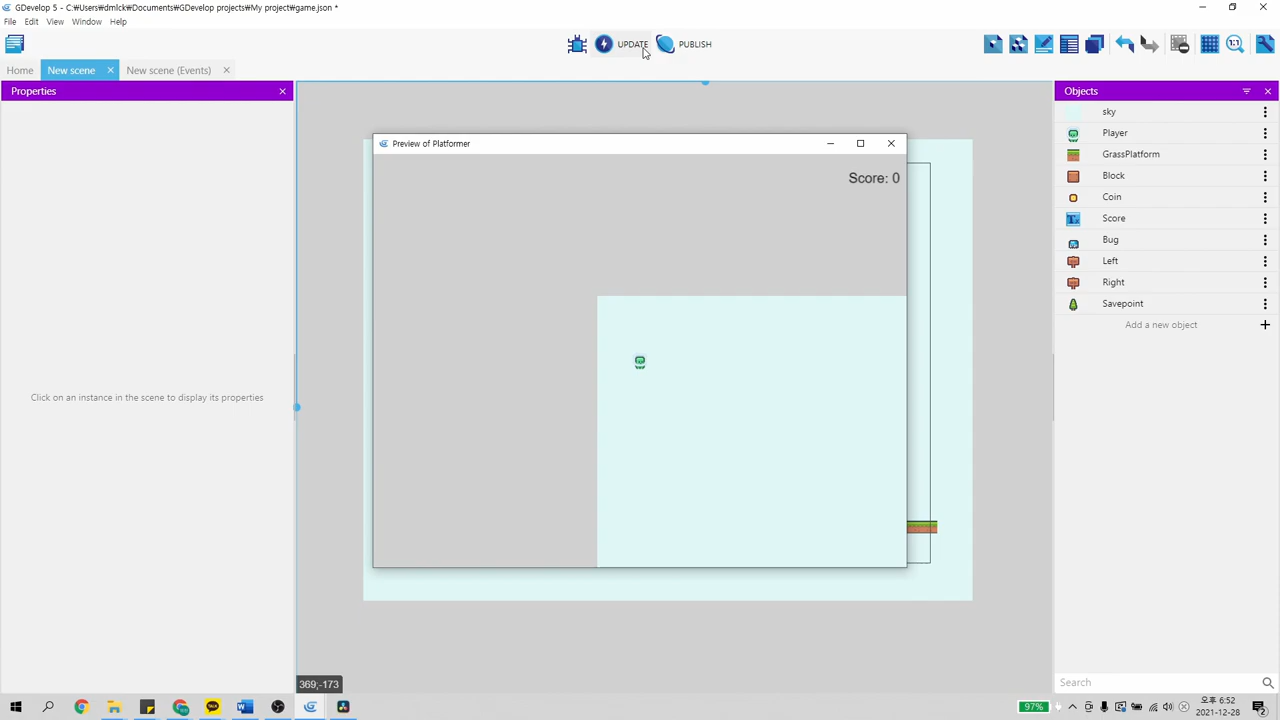 GDevelop 5 - C:₩Users₩dmlck₩Documents₩GDevelop projects₩My project₩game.json *
File Edit View Window Help
UPDATE PUBLISH
Home New scene New scene (Events)
Properties
Objects
Preview of Platformer
Score: 0
sky
Player
GrassPlatform
Block
Coin
Score
Bug
Left
Right
Savepoint
Add a new object
Click on an instance in the scene to display its properties
369;-173
Search
97%
오후 6:52
2021-12-28